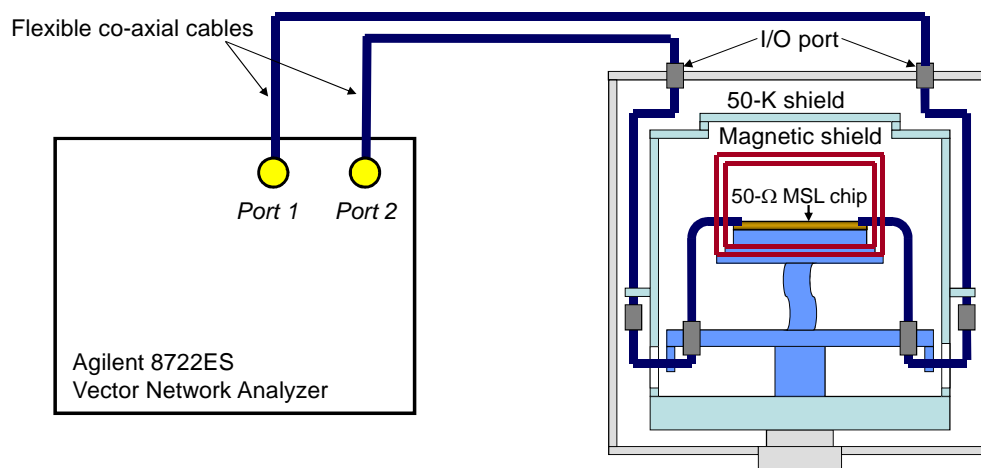 Flexible co-axial cables
I/O port
50-K shield
Magnetic shield
50-Ω MSL chip
Port 1
Port 2
Agilent 8722ES
Vector Network Analyzer